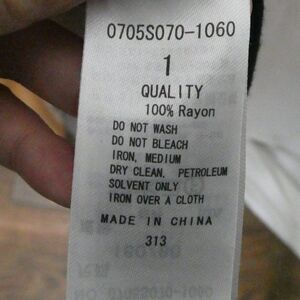 0705S070-1060
1
QUALITY
100% Rayon
DO NOT WASH
DO NOT BLEACH
IRON, MEDIUM
DRY CLEAN, PETROLEUM
SOLVENT ONLY
IRON OVER A CLOTH
MADE IN CHINA
313